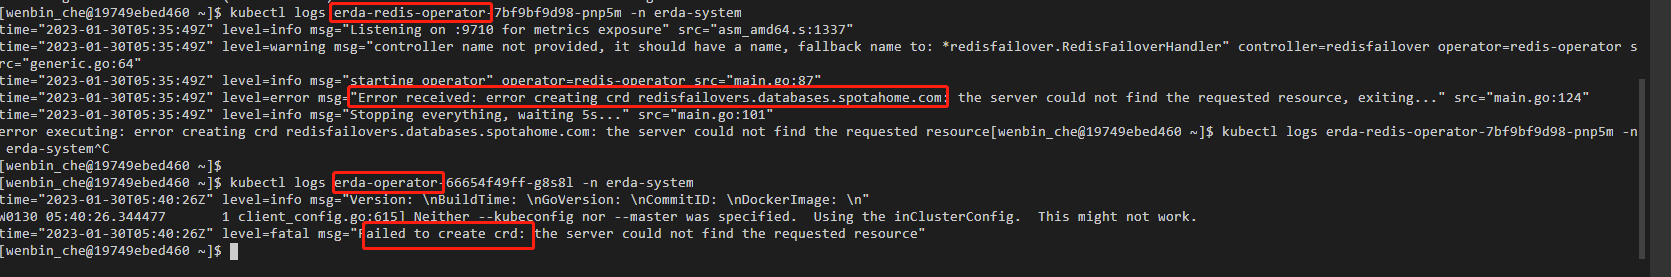 [wenbin_che@19749ebed460 ~]$ kubectl logs erda-redis-operator-7bf9bf9d98-pnp5m -n erda-system
time="2023-01-30T05:35:49Z" level=info msg="Listening on :9710 for metrics exposure" src="asm_amd64.s:1337"
time="2023-01-30T05:35:49Z" level=warning msg="controller name not provided, it should have a name, fallback name to: *redisfailover.RedisFailoverHandler" controller=redisfailover operator=redis-operator s
rc="generic.go:64"
time="2023-01-30T05:35:49Z" level=info msg="starting operator" operator=redis-operator src="main.go:87"
time="2023-01-30T05:35:49Z" level=error msg="Error received: error creating crd redisfailovers.databases.spotahome.com: the server could not find the requested resource, exiting..." src="main.go:124"
time="2023-01-30T05:35:49Z" level=info msg="Stopping everything, waiting 5s..." src="main.go:101"
error executing: error creating crd redisfailovers.databases.spotahome.com: the server could not find the requested resource[wenbin_che@19749ebed460 ~]$ kubectl logs erda-redis-operator-7bf9bf9d98-pnp5m -n
erda-system^C
[wenbin_che@19749ebed460 ~]$
[wenbin_che@19749ebed460 ~]$ kubectl logs erda-operator-66654f49ff-g8s8l -n erda-system
time="2023-01-30T05:40:26Z" level=info msg="Version: \nBuildTime: \nGoVersion: \nCommitID: \nDockerImage: \n"
W0130 05:40:26.344477       1 client_config.go:615] Neither --kubeconfig nor --master was specified.  Using the inClusterConfig.  This might not work.
time="2023-01-30T05:40:26Z" level=fatal msg="Failed to create crd: the server could not find the requested resource"
[wenbin_che@19749ebed460 ~]$